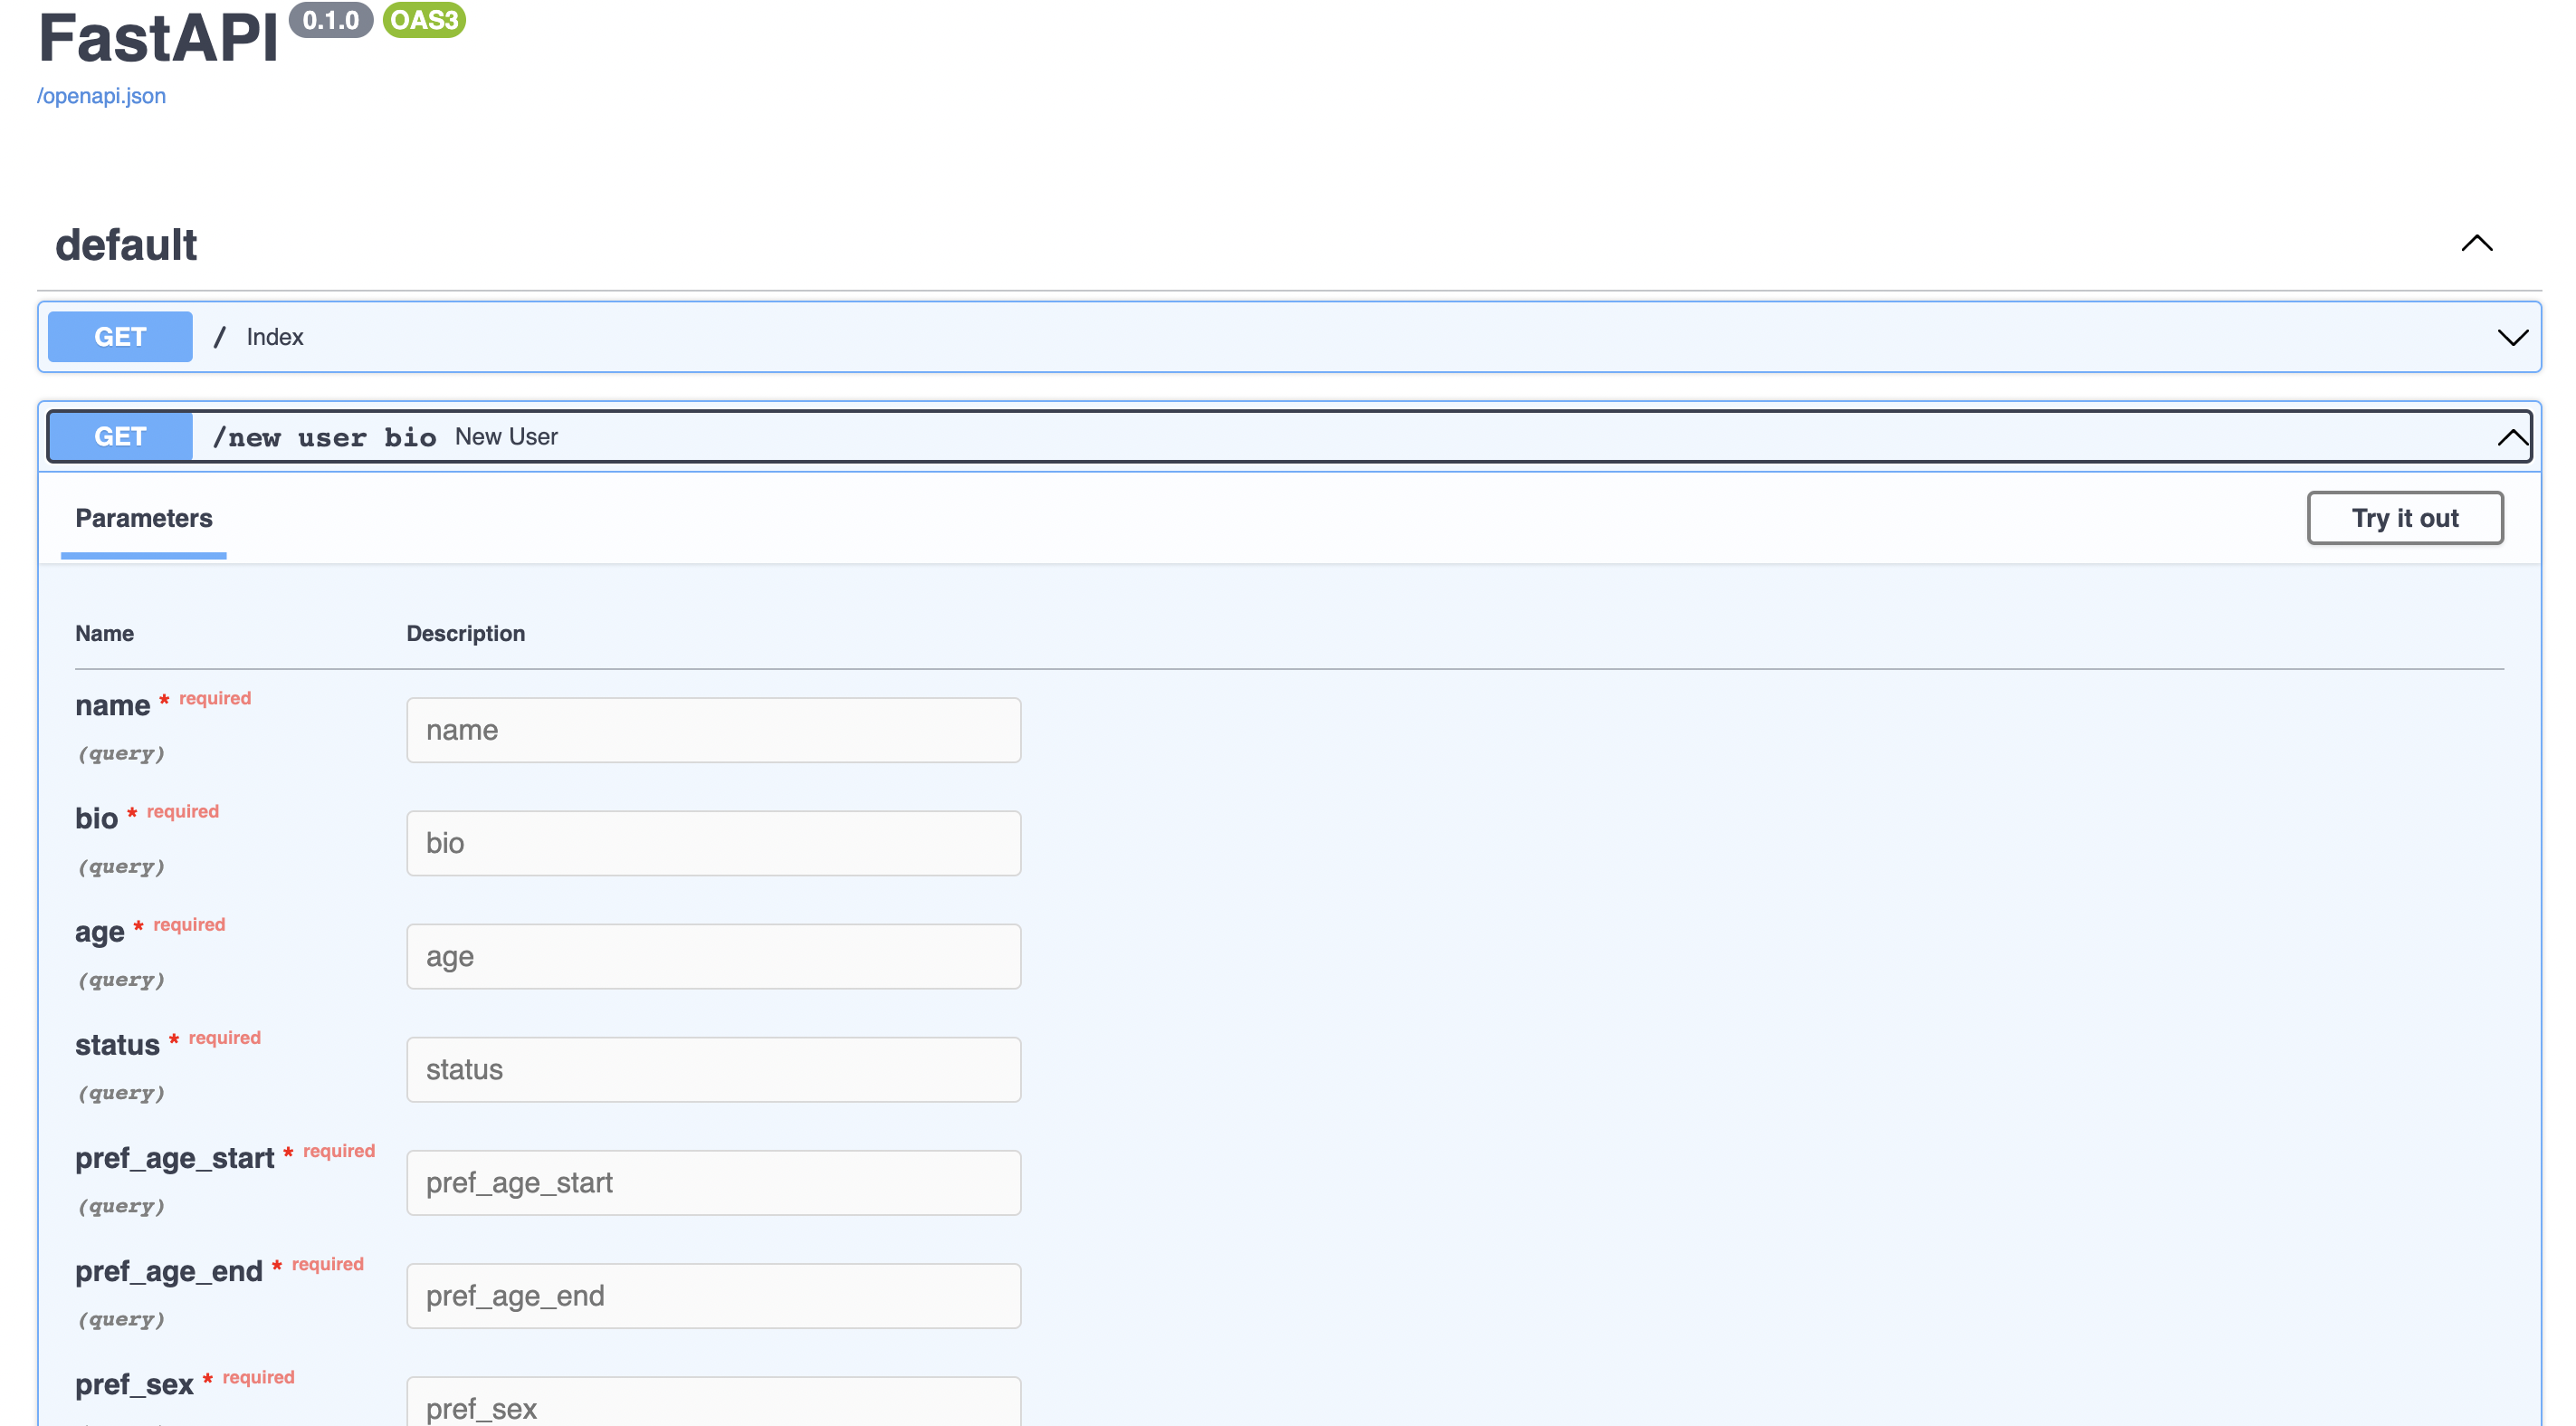 FastAPI 0.1.0 OAS3
/openapi.json
default
GET / Index
GET /new user bio New User
Parameters
Try it out
Name Description
name * required
(query)
name
bio * required
(query)
bio
age * required
(query)
age
status * required
(query)
status
pref_age_start * required
(query)
pref_age_start
pref_age_end * required
(query)
pref_age_end
pref_sex * required
pref_sex